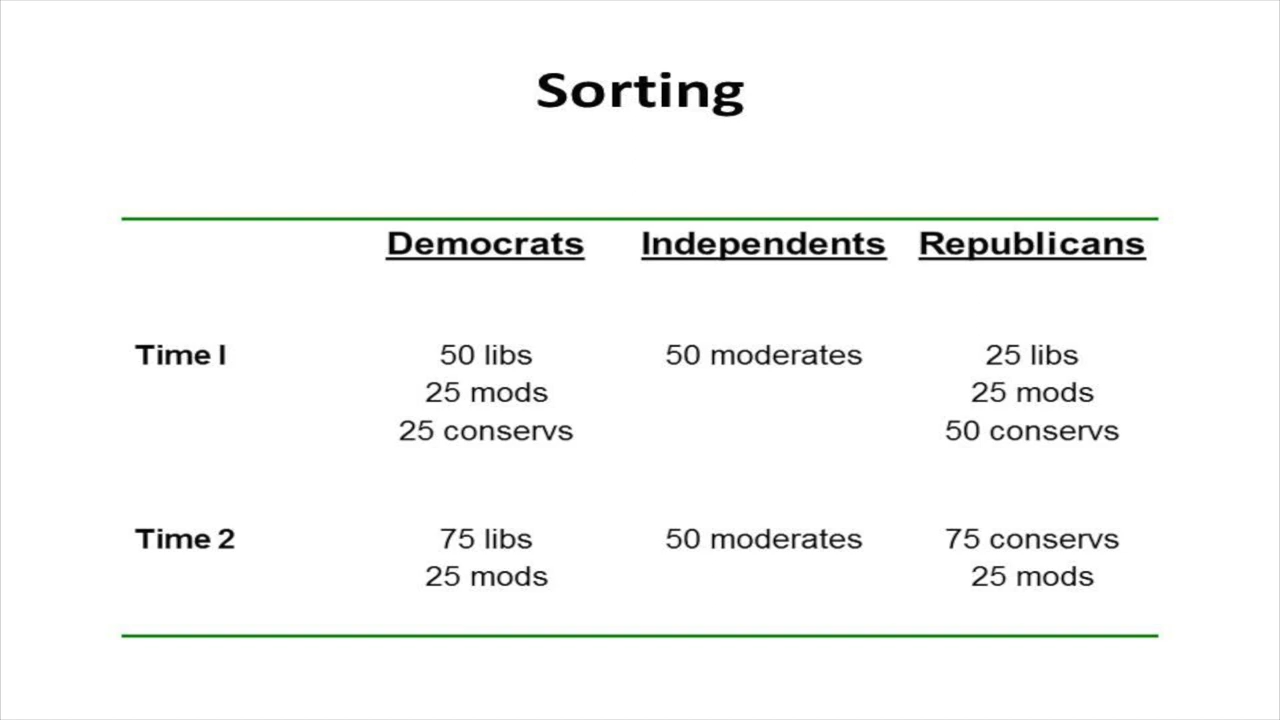 Sorting
Democrats Independents Republicans
Time I 50 libs 50 moderates 25 libs
25 mods 25 mods
25 conservs 50 conservs
Time 2 75 libs 50 moderates 75 conservs
25 mods 25 mods